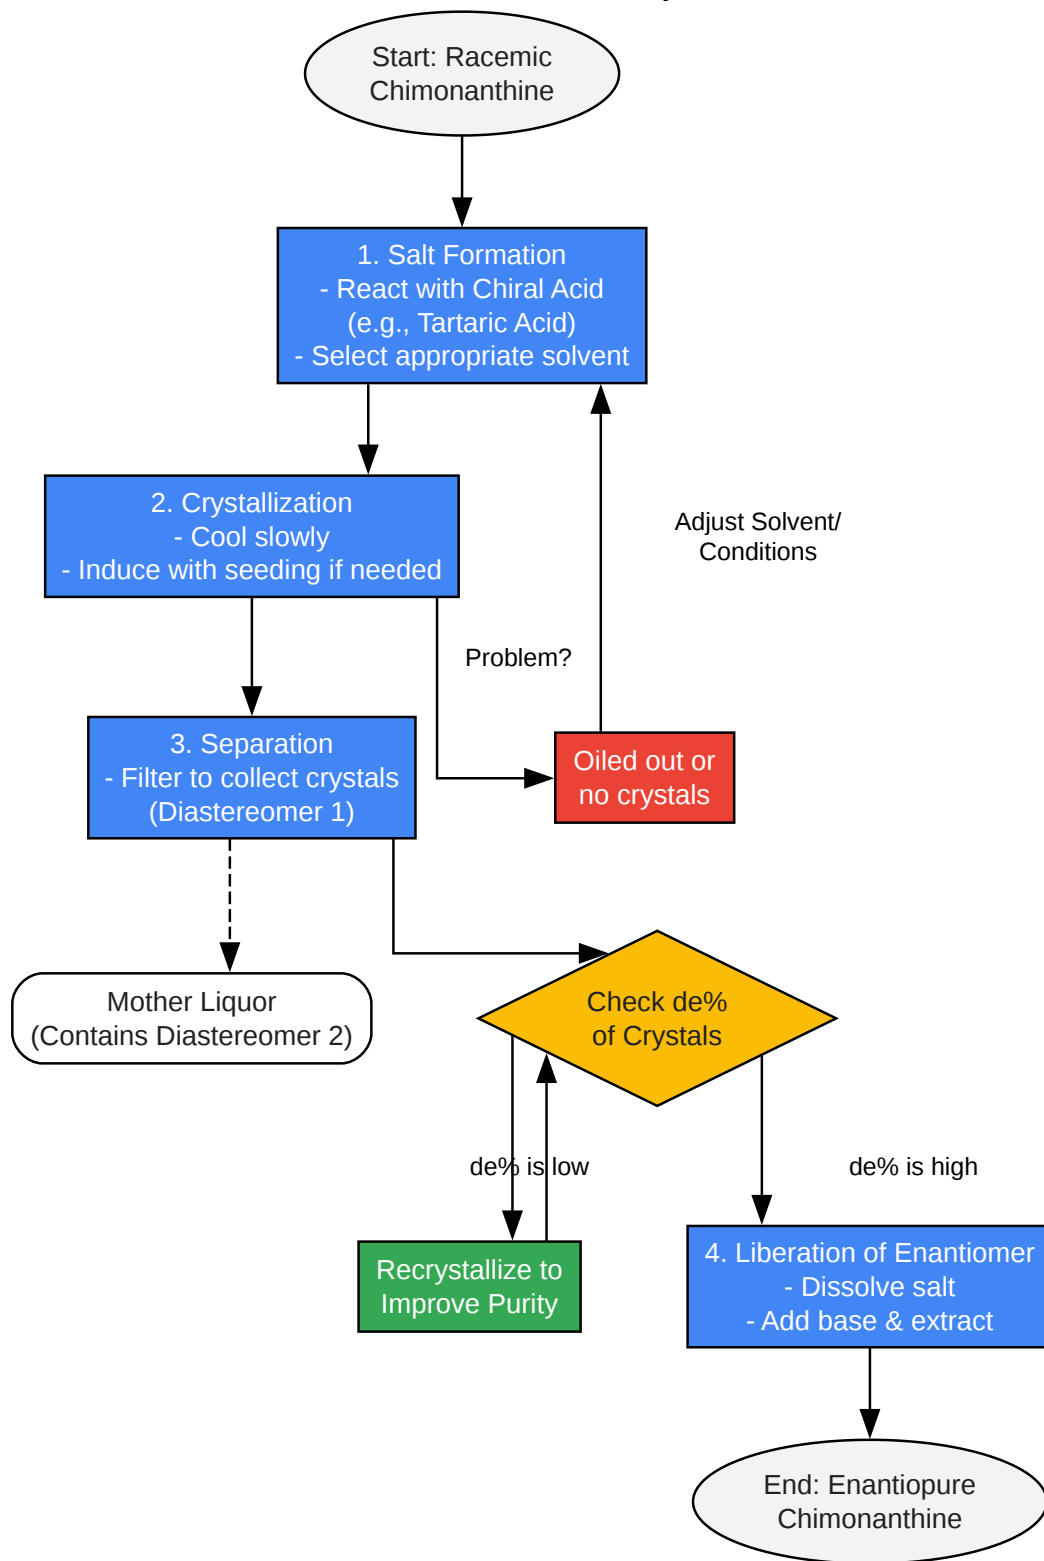 Start: Racemic
Chimonanthine
1. Salt Formation
- React with Chiral Acid
(e.g., Tartaric Acid)
- Select appropriate solvent
2. Crystallization
- Cool slowly
- Induce with seeding if needed
Adjust Solvent/
Conditions
Problem?
3. Separation
- Filter to collect crystals
(Diastereomer 1)
Oiled out or
no crystals
Mother Liquor
(Contains Diastereomer 2)
Check de%
of Crystals
de% is low
de% is high
Recrystallize to
Improve Purity
4. Liberation of Enantiomer
- Dissolve salt
- Add base & extract
End: Enantiopure
Chimonanthine